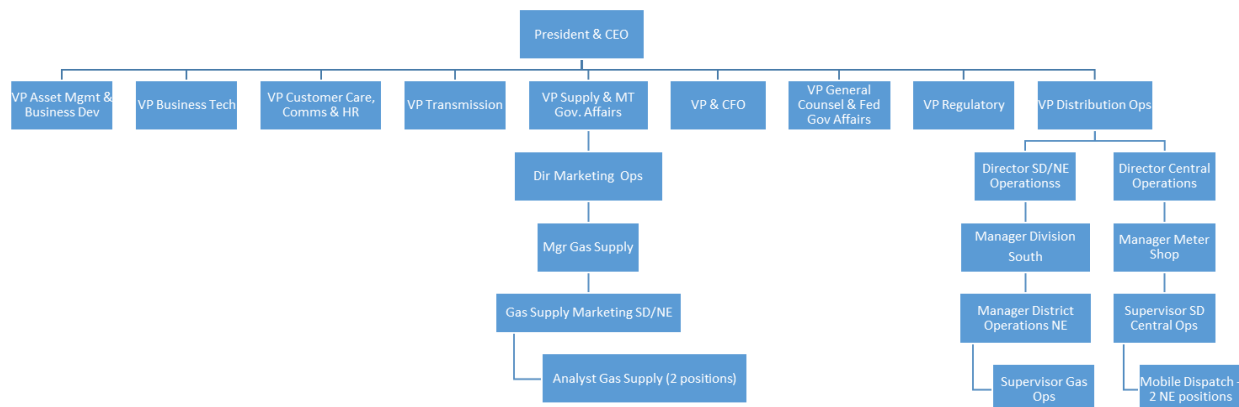 President & CEO
VP Asset Mgmt &
Business Dev
VP Business Tech
VP Customer Care,
Comms & HR
VP Transmission
VP Supply & MT
Gov. Affairs
VP & CFO
VP General
Counsel & Fed
Gov Affairs
VP Regulatory
VP Distribution Ops
Dir Marketing Ops
Mgr Gas Supply
Gas Supply Marketing SD/NE
Analyst Gas Supply (2 positions)
Director SD/NE
Operationss
Manager Division
South
Manager District
Operations NE
Supervisor Gas
Ops
Director Central
Operations
Manager Meter
Shop
Supervisor SD
Central Ops
Mobile Dispatch -
2 NE positions